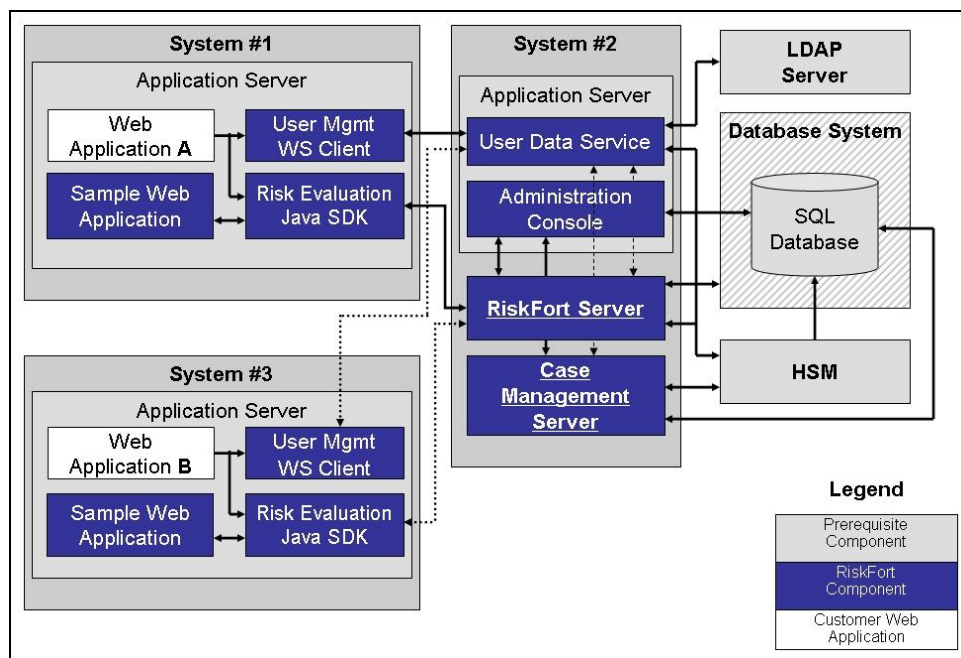 System #1
Application Server
Web
Application A
User Mgmt
WS Client
Sample Web
Application
Risk Evaluation
Java SDK
System #2
Application Server
User Data Service
Administration
Console
RiskFort Server
Case
Management
Server
LDAP
Server
Database System
SQL
Database
HSM
System #3
Application Server
Web
Application B
User Mgmt
WS Client
Sample Web
Application
Risk Evaluation
Java SDK
Legend
Prerequisite
Component
RiskFort
Component
Customer Web
Application